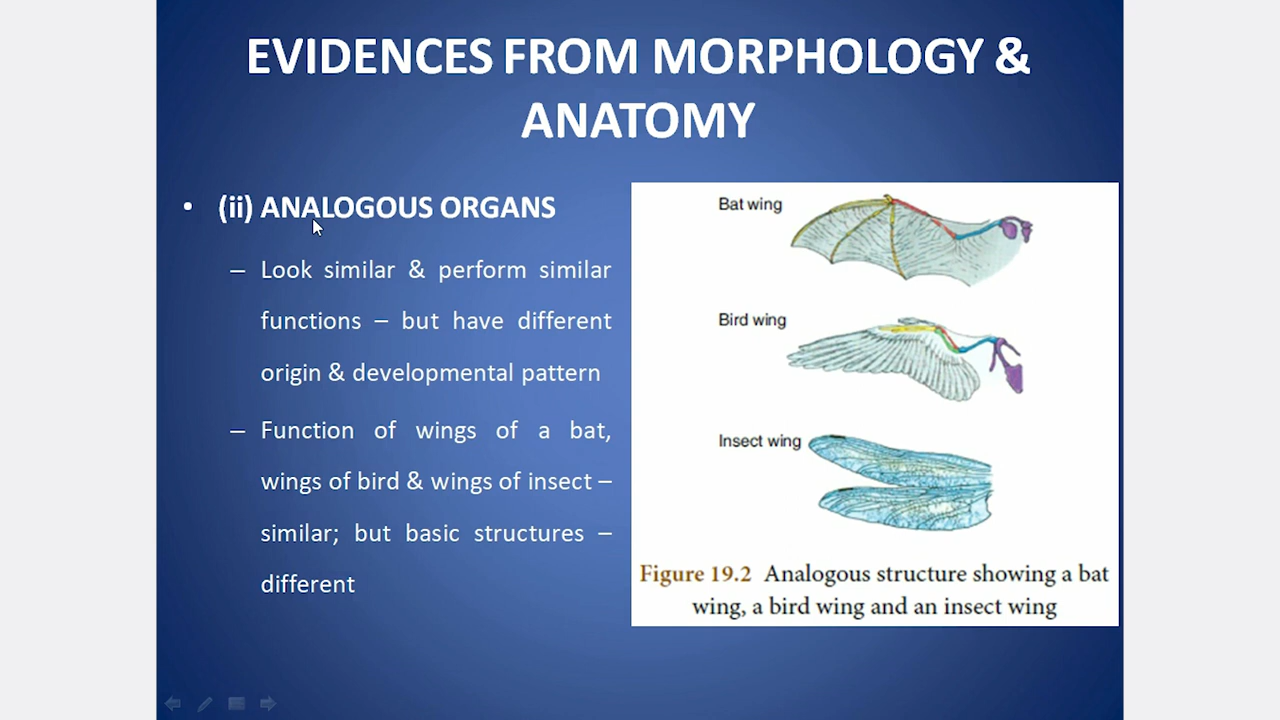 EVIDENCES FROM MORPHOLOGY &
ANATOMY
• (ii) ANALOGOUS ORGANS
– Look similar & perform similar
functions – but have different
origin & developmental pattern
– Function of wings of a bat,
wings of bird & wings of insect –
similar; but basic structures –
different
Bat wing
Bird wing
Insect wing
Figure 19.2 Analogous structure showing a bat
wing, a bird wing and an insect wing